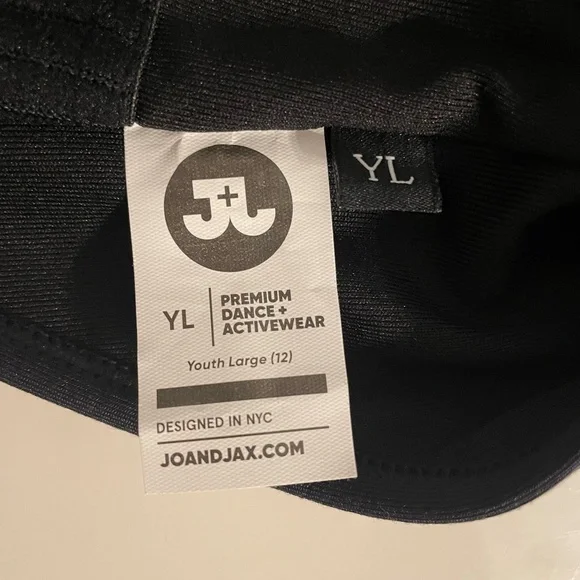 J+J
YL
YL
PREMIUM
DANCE +
ACTIVEWEAR
Youth Large (12)
DESIGNED IN NYC
JOANDJAX.COM